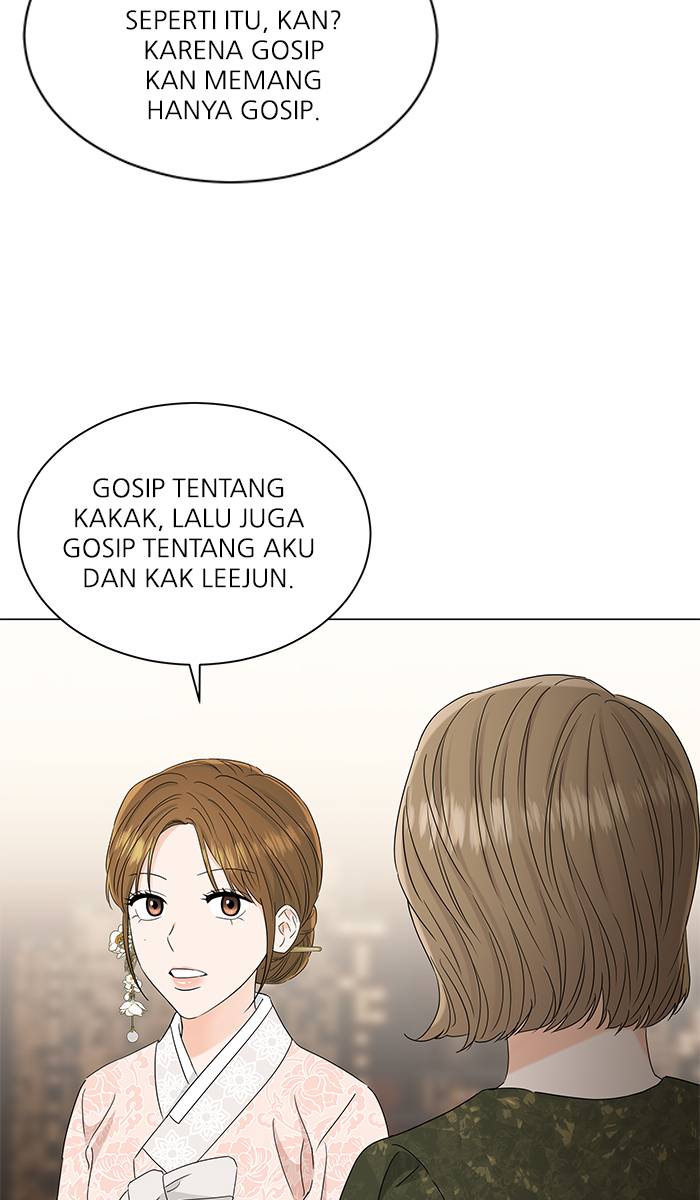 SEPERTI ITU, KAN?
KARENA GOSIP
KAN MEMANG
HANYA GOSIP.
GOSIP TENTANG
KAKAK, LALU JUGA
GOSIP TENTANG AKU
DAN KAK LEEJUN.